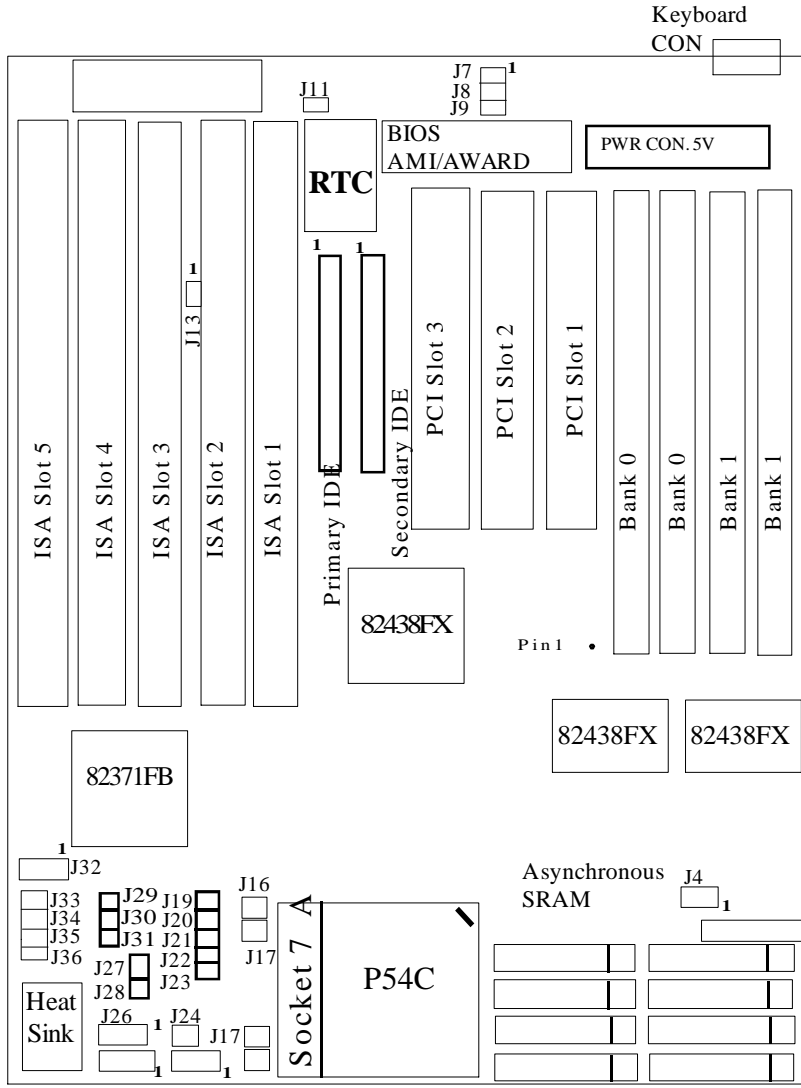 Keyboard
CON
J7
1
J8
J9
J11
BIOS
AMI/AWARD
PWR CON. 5V
RTC
1
1
1
J13
ISA Slot 5
ISA Slot 4
ISA Slot 3
ISA Slot 2
ISA Slot 1
Primary IDE
Secondary IDE
PCI Slot 3
PCI Slot 2
PCI Slot 1
Bank 0
Bank 0
Bank 1
Bank 1
82438FX
Pin1
82438FX
82438FX
82371FB
1
J32
J33
J34
J35
J36
J29
J30
J31
J19
J20
J21
J22
J23
J27
J28
J16
J17
Socket 7 A
P54C
Asynchronous
SRAM
J4
1
Heat
Sink
J26
1
J24
J17
1
1